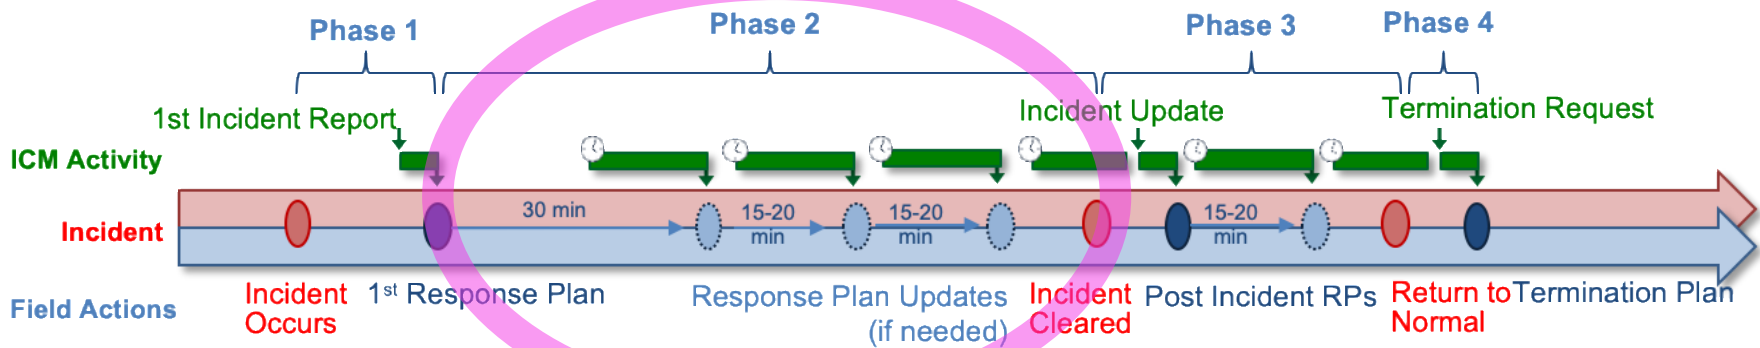 Phase 1
Phase 2
Phase 3
Phase 4
1st Incident Report
Incident Update
Termination Request
ICM Activity
Incident
30 min
15-20
min
15-20
min
15-20
min
Field Actions
Incident
Occurs
1st Response Plan
Response Plan Updates
(if needed)
Incident
Cleared
Post Incident RPs
Return to
Normal
Termination Plan